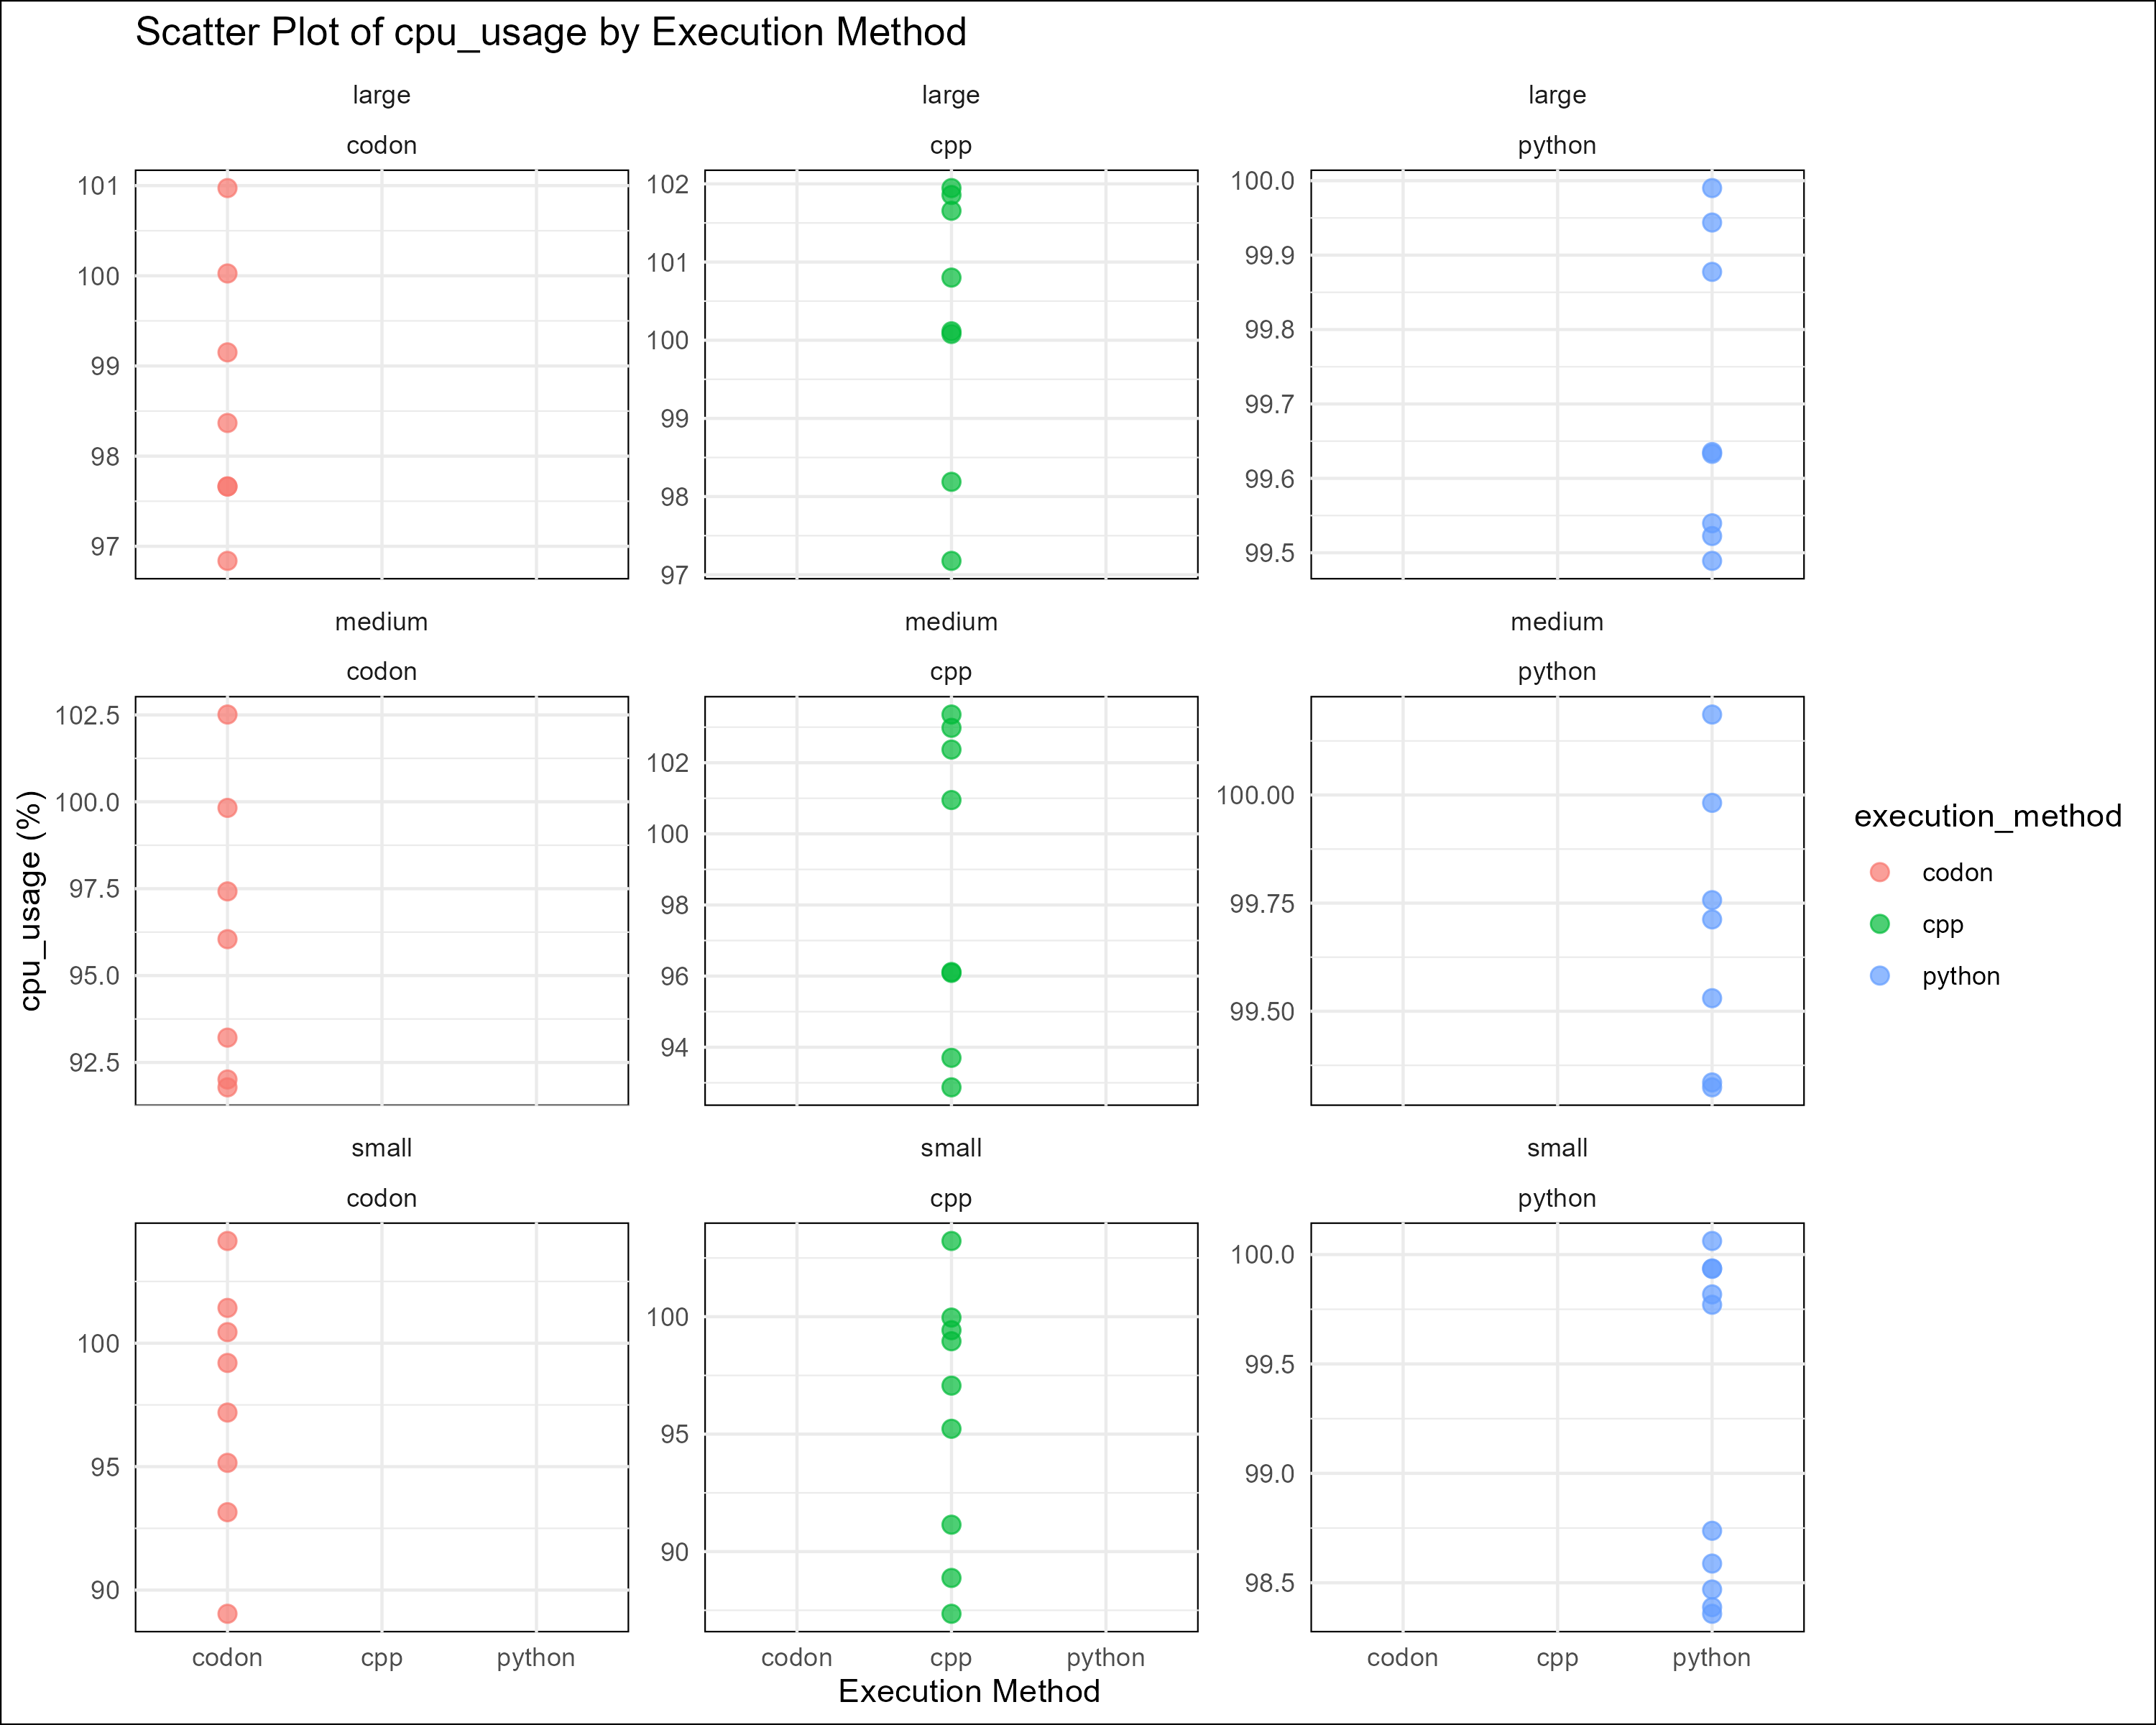 Scatter Plot of cpu_usage by Execution Method
large large large
codon cpp python
101
100
99
98
97
102
101
100
99
98
97
100.0
99.9
99.8
99.7
99.6
99.5
medium medium medium
codon cpp python
102.5
100.0
97.5
95.0
92.5
102
100
98
96
94
100.00
99.75
99.50
small small small
codon cpp python
100
95
90
100
95
90
100.0
99.5
99.0
98.5
codon cpp python codon cpp python codon cpp python
Execution Method
cpu_usage (%)
execution_method
codon
cpp
python